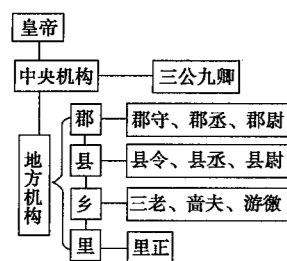 皇帝
中央机构 三公九卿
地方机构
郡 郡守、郡丞、郡尉
县 县令、县丞、县尉
乡 三老、啬夫、游徼
里 里正